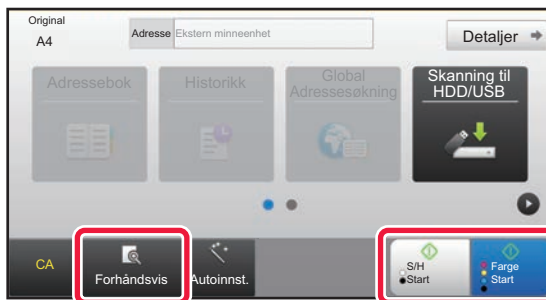 Original
A4
Adresse Ekstern minneenhet
Detaljer
Adressebok
Historikk
Global
Adressesøkning
Skanning til
HDD/USB
CA
Forhåndsvis
Autoinnst.
S/H
Start
Farge
Start